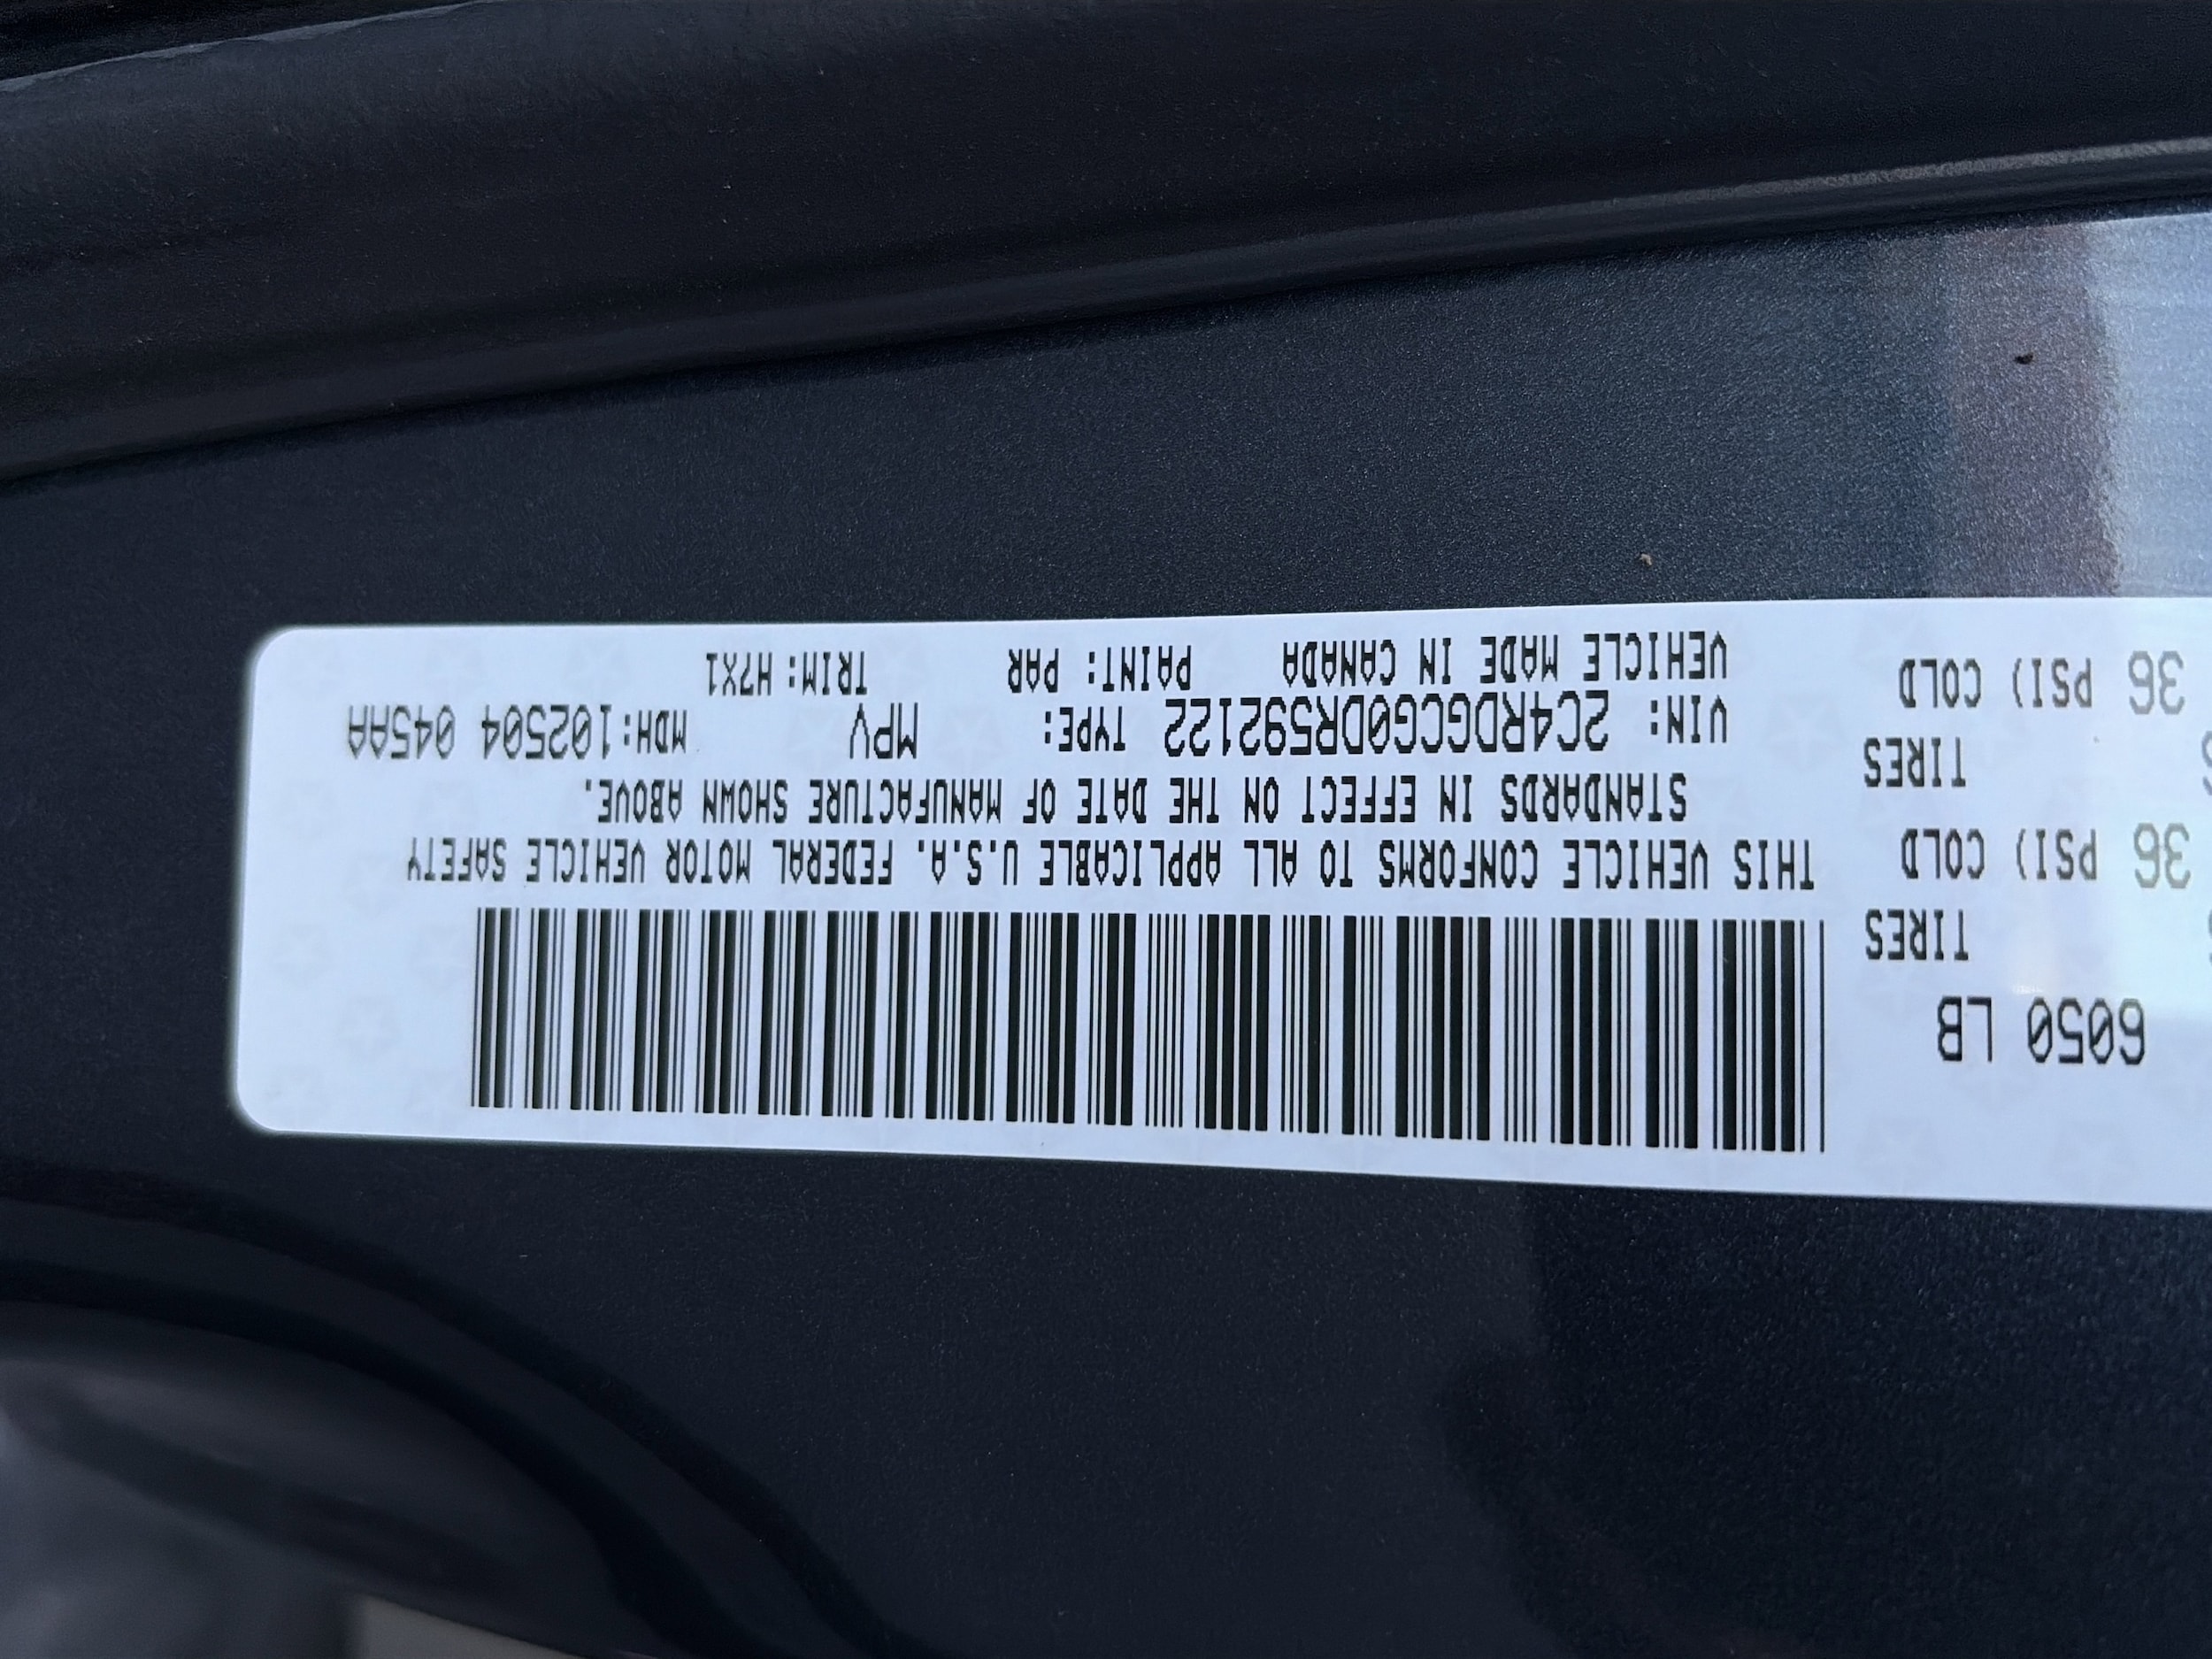 6050 LB
TIRES
36 PSI) COLD
TIRES
36 PSI) COLD
THIS VEHICLE CONFORMS TO ALL APPLICABLE U.S.A. FEDERAL MOTOR VEHICLE SAFETY
STANDARDS IN EFFECT ON THE DATE OF MANUFACTURE SHOWN ABOVE.
VIN: 2C4RDGCG0DR592122 TYPE: MPV MDH:102504 045AA
VEHICLE MADE IN CANADA PAINT: PAR TRIM: H7X1